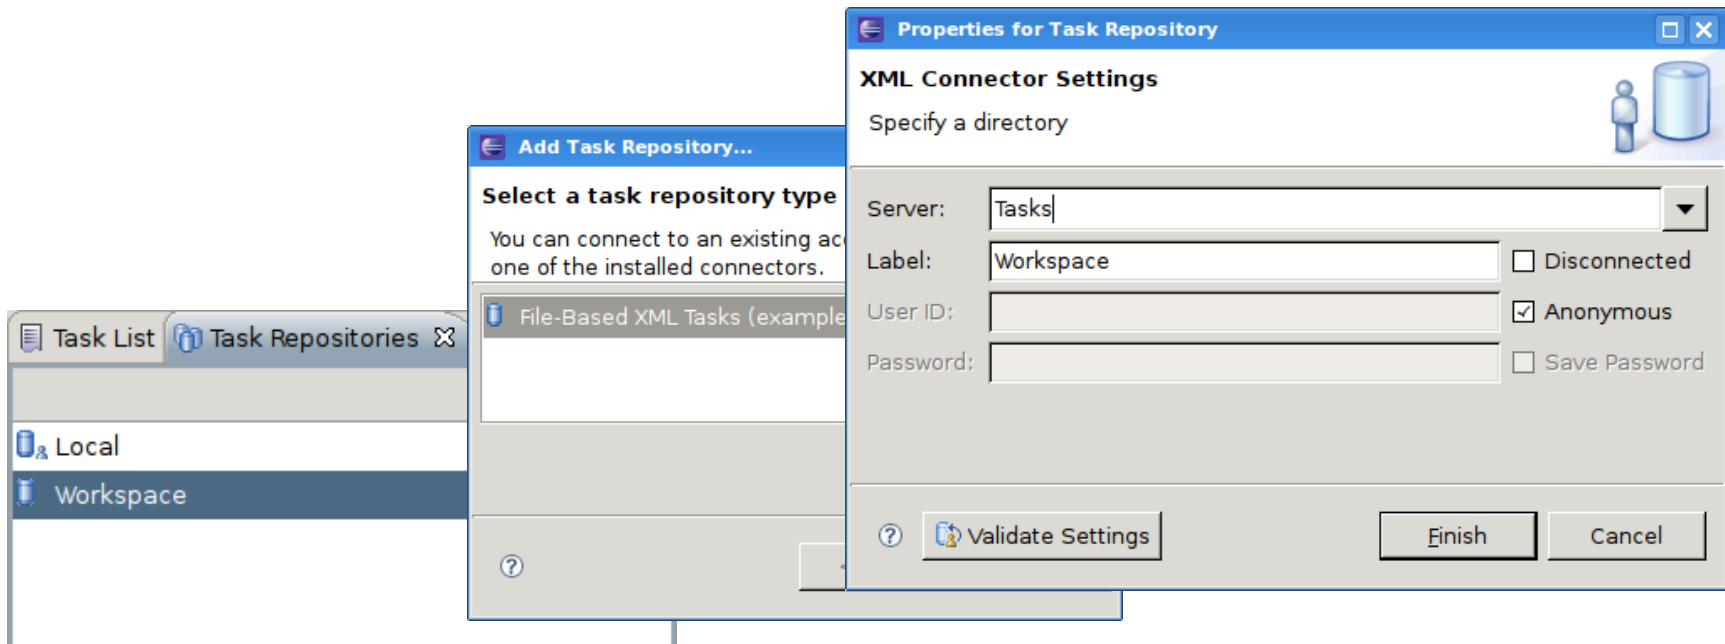 Properties for Task Repository
XML Connector Settings
Specify a directory
Server: Tasks
Label: Workspace Disconnected
User ID: Anonymous
Password: Save Password
? Validate Settings Finish Cancel
Add Task Repository...
Select a task repository type
You can connect to an existing
one of the installed connectors.
File-Based XML Tasks (example
?
Task List Task Repositories
Local
Workspace